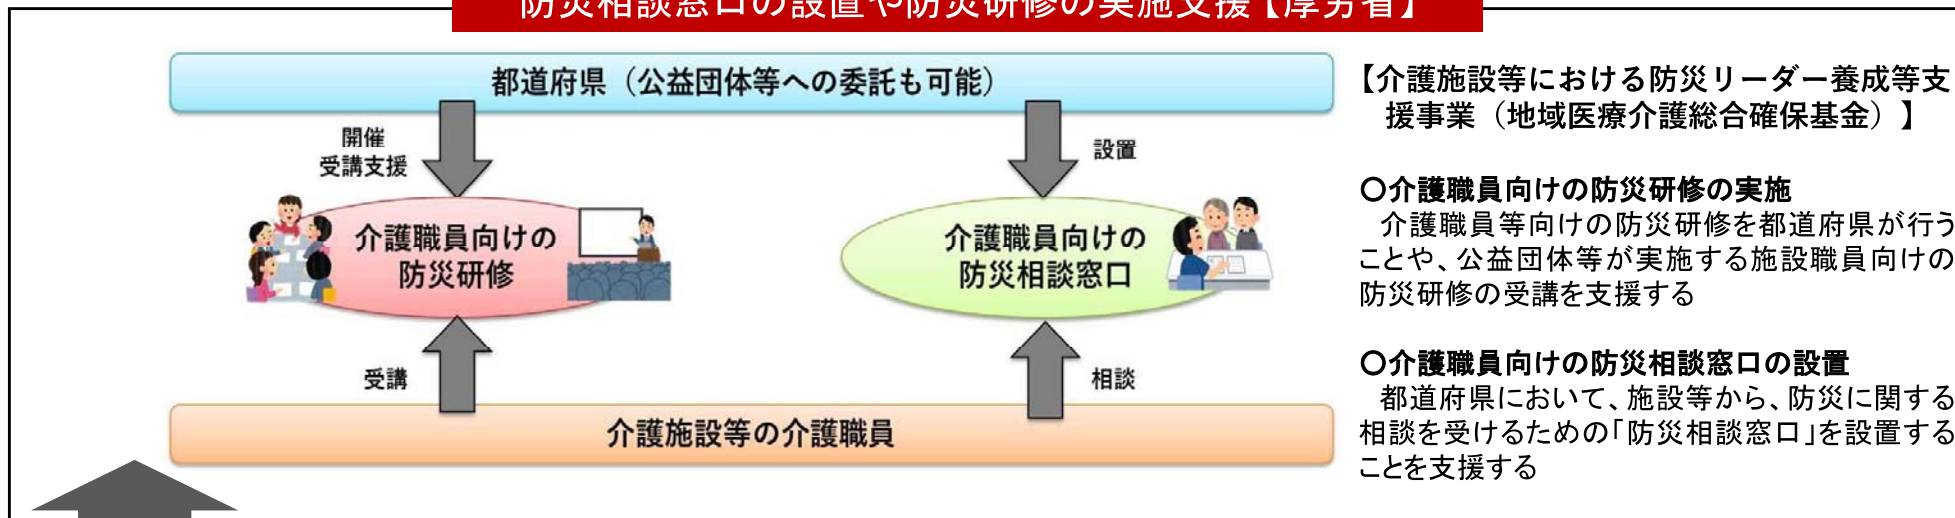 防災相談窓口の設置や防災研修の実施支援【厚労省】
都道府県（公益団体等への委託も可能）
開催
受講支援
設置
介護職員向けの
防災研修
介護職員向けの
防災相談窓口
受講
相談
介護施設等の介護職員
【介護施設等における防災リーダー養成等支
援事業（地域医療介護総合確保基金）】
〇介護職員向けの防災研修の実施
介護職員等向けの防災研修を都道府県が行う
ことや、公益団体等が実施する施設職員向けの
防災研修の受講を支援する
〇介護職員向けの防災相談窓口の設置
都道府県において、施設等から、防災に関する
相談を受けるための「防災相談窓口」を設置する
ことを支援する